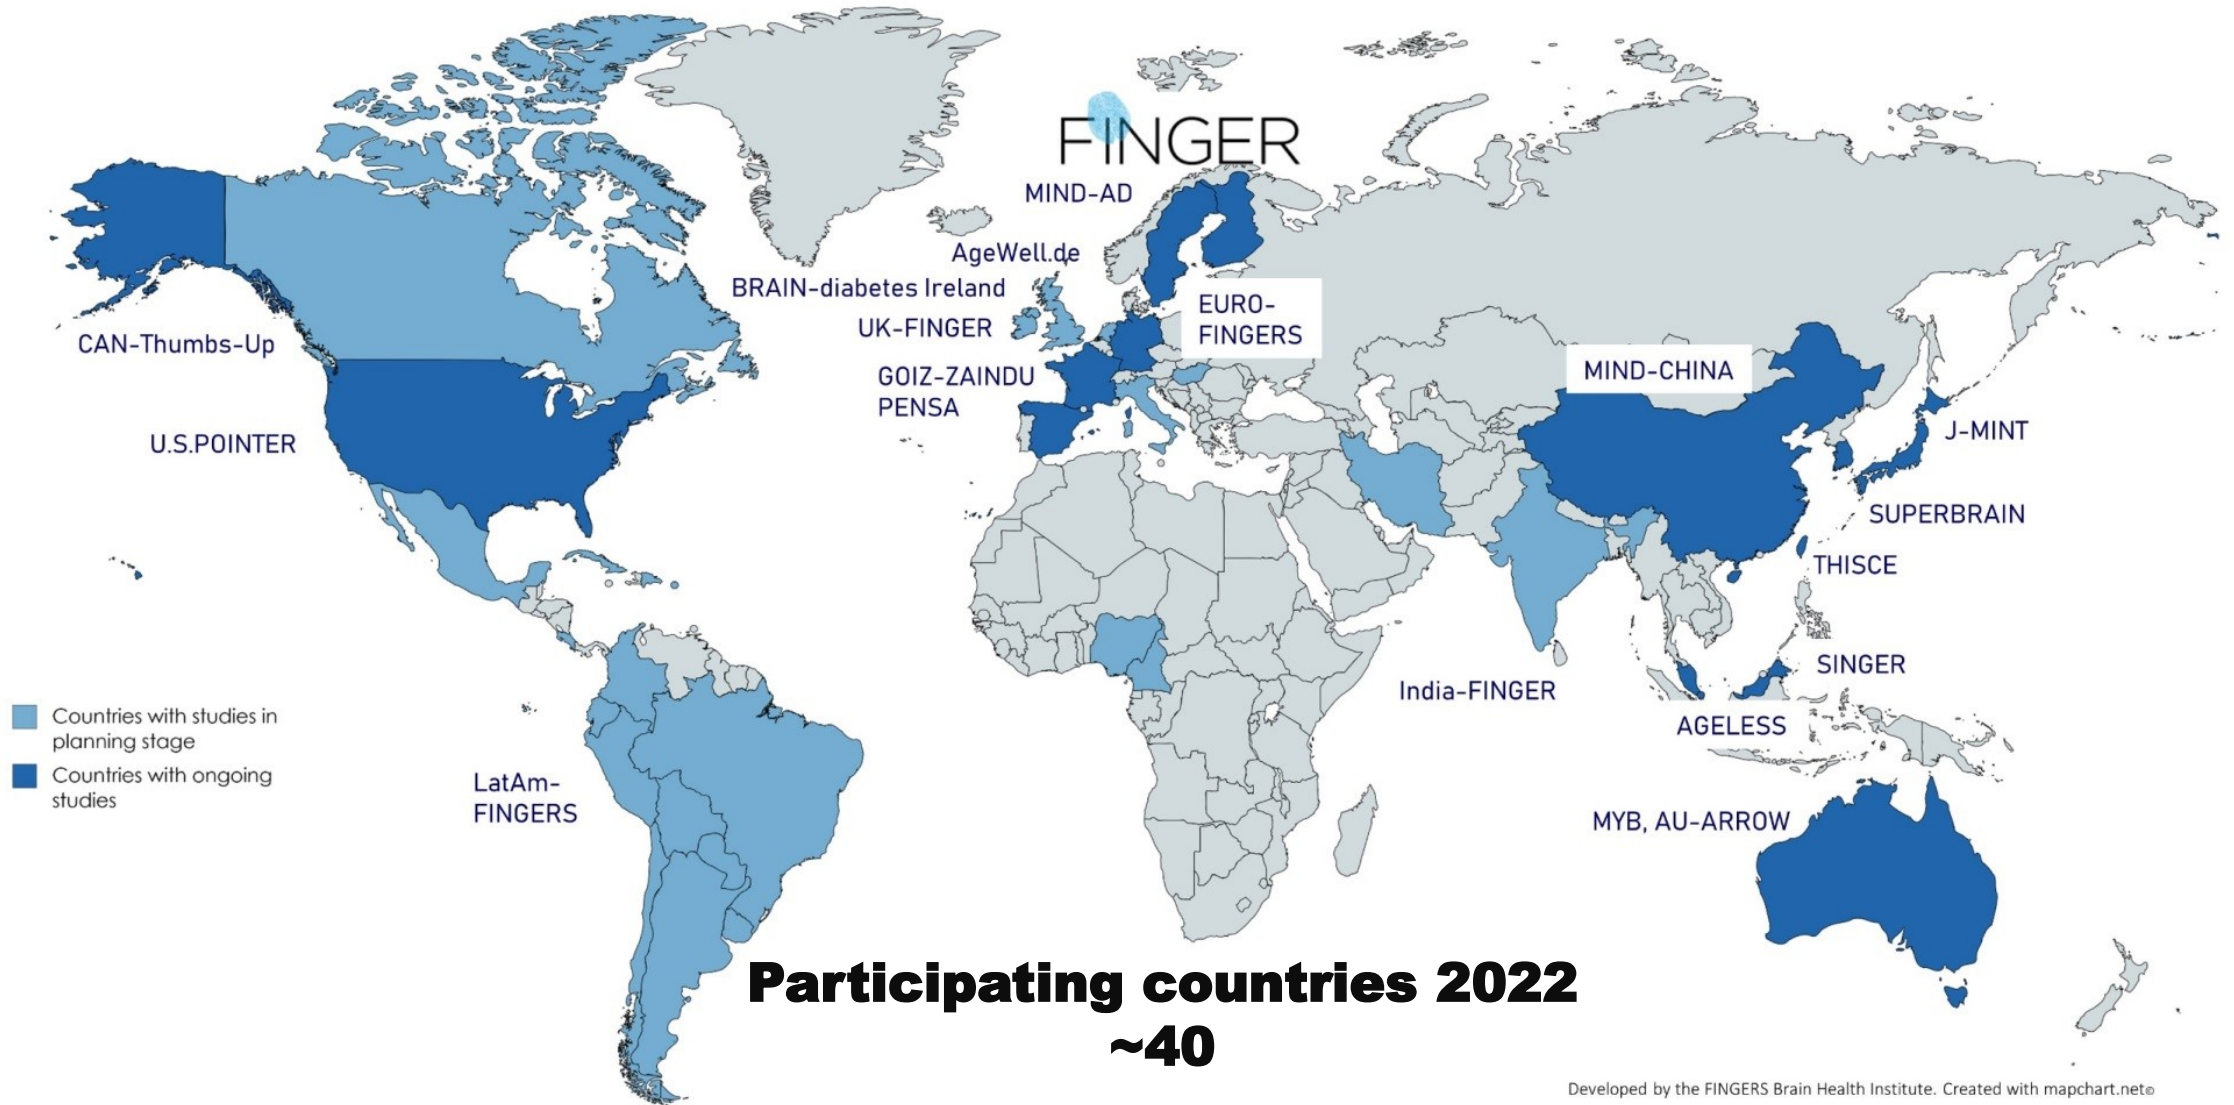 FINGER
MIND-AD
AgeWell.de
BRAIN-diabetes Ireland
UK-FINGER
EURO-
FINGERS
GOIZ-ZAINDU
PENSA
CAN-Thumbs-Up
U.S.POINTER
MIND-CHINA
J-MINT
SUPERBRAIN
THISCE
SINGER
India-FINGER
AGELESS
Countries with studies in
planning stage
Countries with ongoing
studies
LatAm-
FINGERS
MYB, AU-ARROW
Participating countries 2022
~40
Developed by the FINGERS Brain Health Institute. Created with mapchart.net©